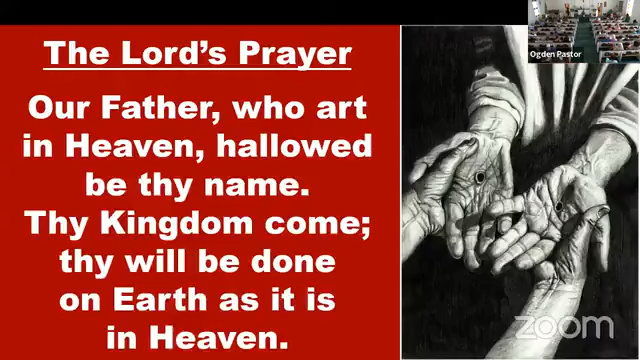 The Lord's Prayer
Our Father, who art
in Heaven, hallowed
be thy name.
Thy Kingdom come;
thy will be done
on Earth as it is
in Heaven.
Ogden Pastor
zoom